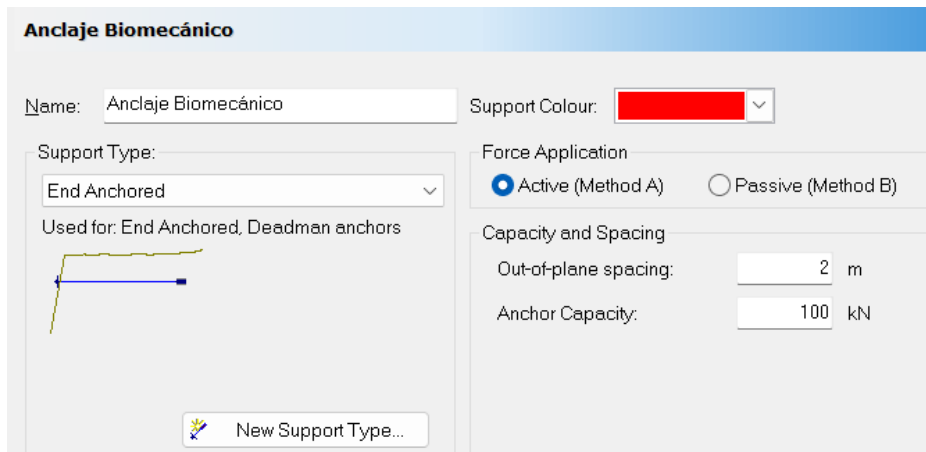 Anclaje Biomecánico
Name: Anclaje Biomecánico
Support Colour:
Support Type:
End Anchored
Used for: End Anchored, Deadman anchors
New Support Type...
Force Application
Active (Method A) Passive (Method B)
Capacity and Spacing
Out-of-plane spacing: 2 m
Anchor Capacity: 100 kN